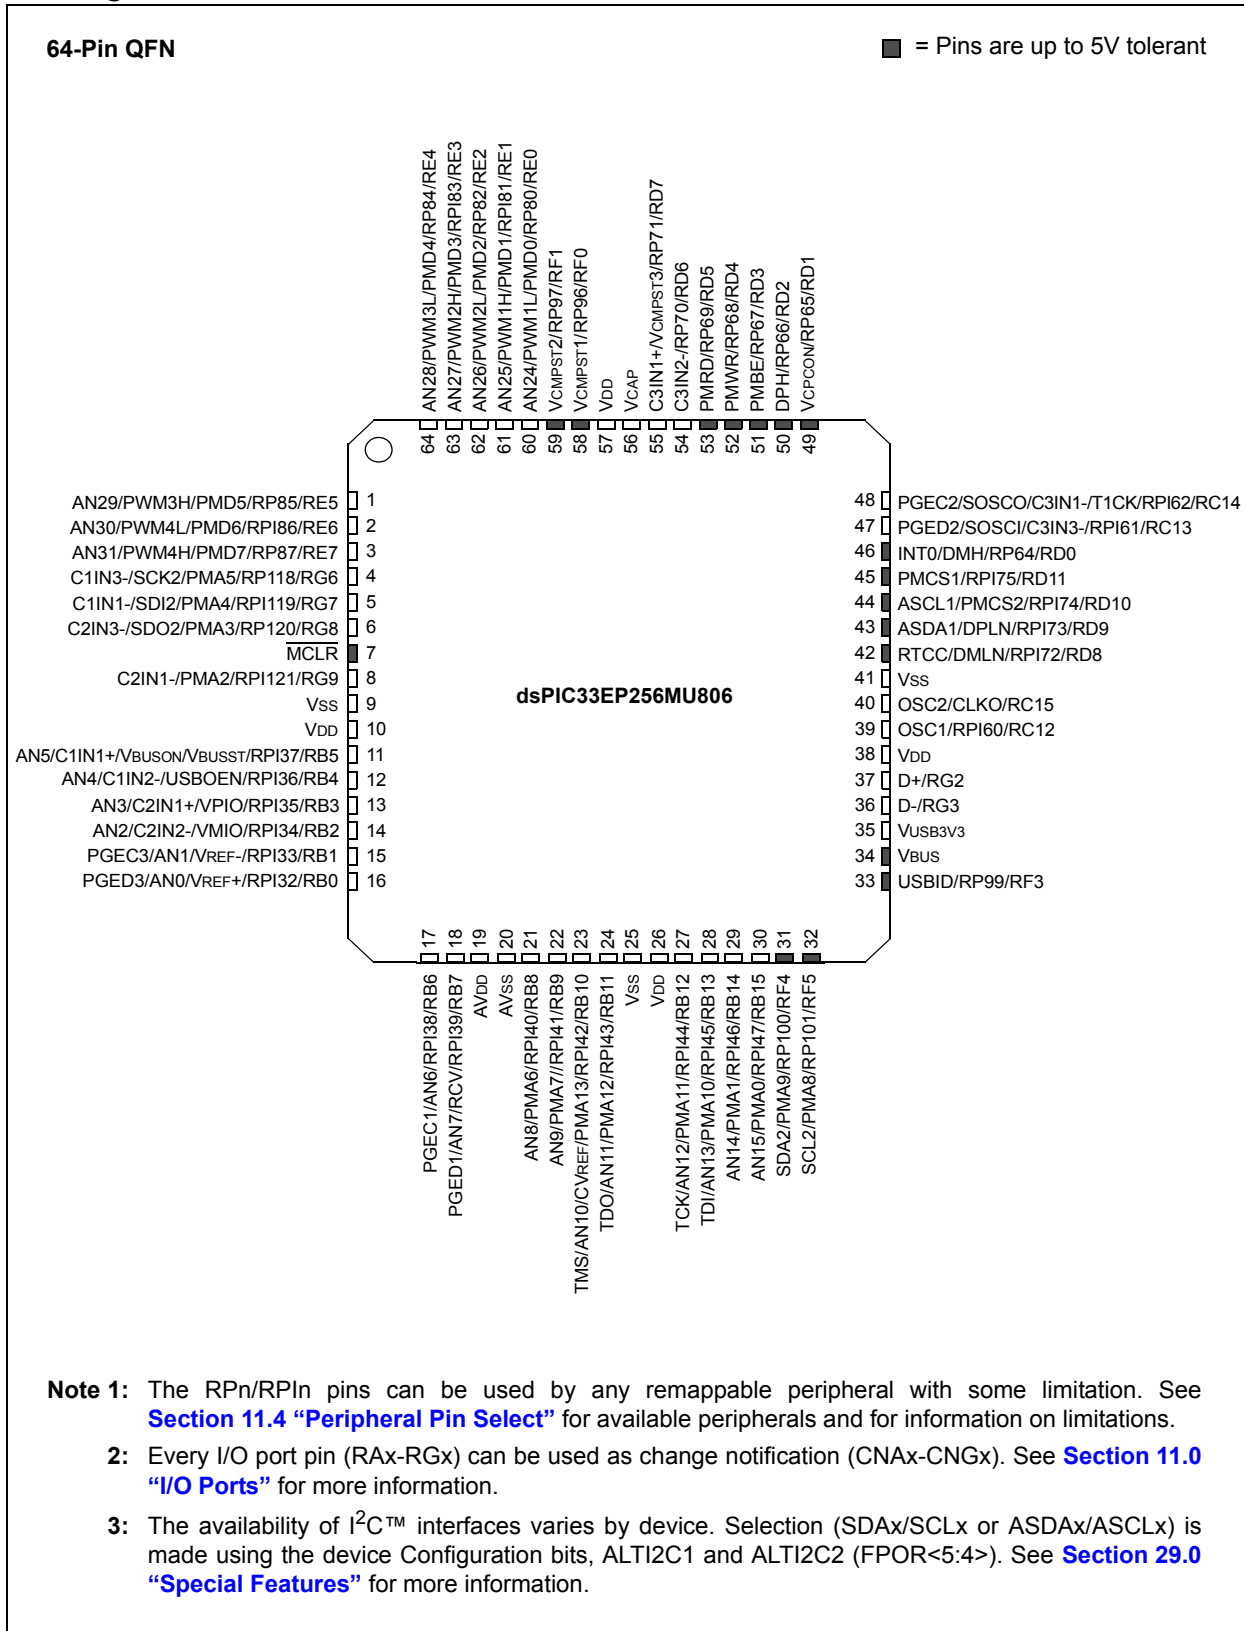 64-Pin QFN
= Pins are up to 5V tolerant
AN28/PWM3L/PMD4/RP84/RE4
AN27/PWM2H/PMD3/RPI83/RE3
AN26/PWM2L/PMD2/RP82/RE2
AN25/PWM1H/PMD1/RPI81/RE1
AN24/PWM1L/PMD0/RP80/RE0
VCMPST2/RP97/RF1
VCMPST1/RP96/RF0
VDD
VCAP
C3IN1+/VCMPST3/RP71/RD7
C3IN2-/RP70/RD6
PMRD/RP69/RD5
PMWR/RP68/RD4
PMBE/RP67/RD3
DPH/RP66/RD2
VCPCON/RP65/RD1
64 63 62 61 60 59 58 57 56 55 54 53 52 51 50 49
AN29/PWM3H/PMD5/RP85/RE5 1
AN30/PWM4L/PMD6/RPI86/RE6 2
AN31/PWM4H/PMD7/RP87/RE7 3
C1IN3-/SCK2/PMA5/RP118/RG6 4
C1IN1-/SDI2/PMA4/RPI119/RG7 5
C2IN3-/SDO2/PMA3/RP120/RG8 6
MCLR 7
C2IN1-/PMA2/RPI121/RG9 8
VSS 9
VDD 10
AN5/C1IN1+/VBUSON/VBUSST/RPI37/RB5 11
AN4/C1IN2-/USBOEN/RPI36/RB4 12
AN3/C2IN1+/VPIO/RPI35/RB3 13
AN2/C2IN2-/VMIO/RPI34/RB2 14
PGEC3/AN1/VREF-/RPI33/RB1 15
PGED3/AN0/VREF+/RPI32/RB0 16
dsPIC33EP256MU806
48 PGEC2/SOSCO/C3IN1-/T1CK/RPI62/RC14
47 PGED2/SOSCI/C3IN3-/RPI61/RC13
46 INT0/DMH/RP64/RD0
45 PMCS1/RPI75/RD11
44 ASCL1/PMCS2/RPI74/RD10
43 ASDA1/DPLN/RPI73/RD9
42 RTCC/DMLN/RPI72/RD8
41 VSS
40 OSC2/CLKO/RC15
39 OSC1/RPI60/RC12
38 VDD
37 D+/RG2
36 D-/RG3
35 VUSB3V3
34 VBUS
33 USBID/RP99/RF3
17 18 19 20 21 22 23 24 25 26 27 28 29 30 31 32
PGEC1/AN6/RPI38/RB6
PGED1/AN7/RCV/RPI39/RB7
AVDD
AVSS
AN8/PMA6/RPI40/RB8
AN9/PMA7//RPI41/RB9
TMS/AN10/CVREF/PMA13/RPI42/RB10
TDO/AN11/PMA12/RPI43/RB11
VSS
VDD
TCK/AN12/PMA11/RPI44/RB12
TDI/AN13/PMA10/RPI45/RB13
AN14/PMA1/RPI46/RB14
AN15/PMA0/RPI47/RB15
SDA2/PMA9/RP100/RF4
SCL2/PMA8/RP101/RF5
Note 1: The RPn/RPIn pins can be used by any remappable peripheral with some limitation. See
Section 11.4 “Peripheral Pin Select” for available peripherals and for information on limitations.
2: Every I/O port pin (RAx-RGx) can be used as change notification (CNAx-CNGx). See Section 11.0
“I/O Ports” for more information.
3: The availability of I2C™ interfaces varies by device. Selection (SDAx/SCLx or ASDAx/ASCLx) is
made using the device Configuration bits, ALTI2C1 and ALTI2C2 (FPOR<5:4>). See Section 29.0
“Special Features” for more information.